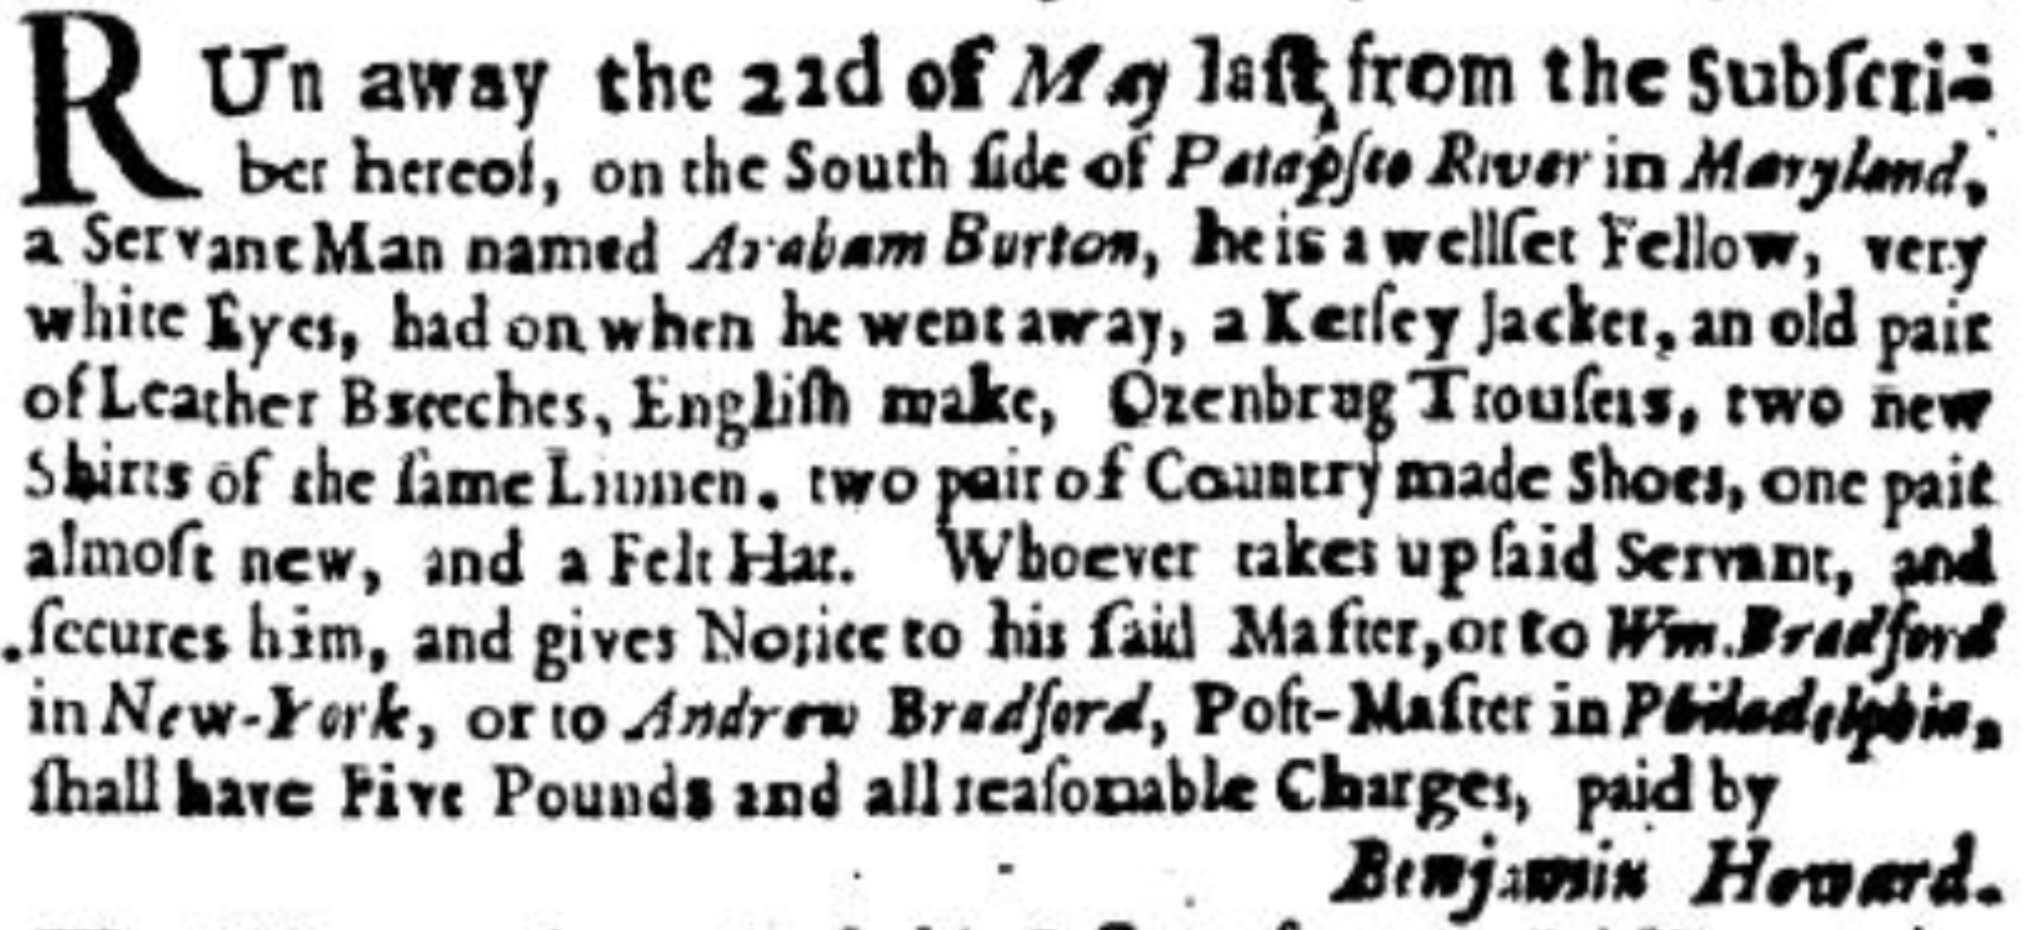 RUn away the 22d of May laſt from the Subſcri-
ber hereof, on the South ſide of Patapſco River in Maryland,
a Servant Man named Arabam Burton, he is a wellſet Fellow, very
white Eyes, had on when he went away, a Kerſey Jacket, an old pair
of Leather Breeches, Engliſh make, Ozenbrug Trouſers, two new
Shirts of the ſame Linnen. two pair of Country made Shoes, one pair
almoſt new, and a Felt Hat. Whoever takes up ſaid Servant, and
ſecures him, and gives Notice to his ſaid Maſter, or to Wm. Bradford
in New-York, or to Andrew Bradford, Poſt-Maſter in Philadelphia,
ſhall have Five Pounds and all reaſonable Charges, paid by
Benjamin Howard.